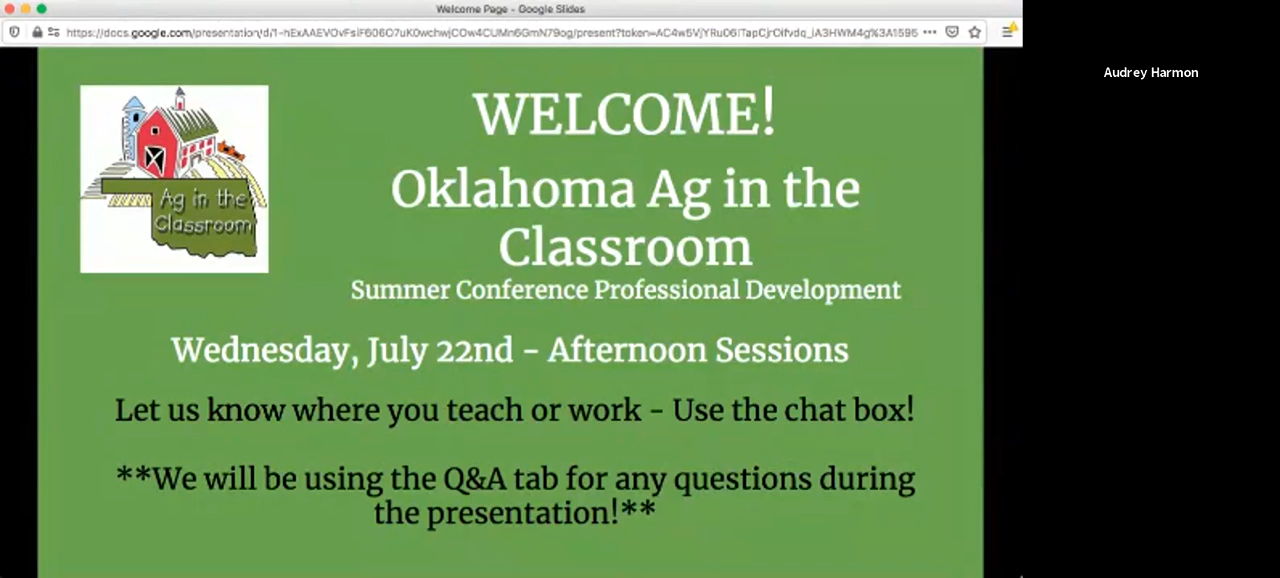 Welcome Page - Google Slides
Audrey Harmon
WELCOME!
Oklahoma Ag in the
Classroom
Summer Conference Professional Development
Ag in the
Classroom
Wednesday, July 22nd - Afternoon Sessions
Let us know where you teach or work - Use the chat box!
**We will be using the Q&A tab for any questions during
the presentation!**